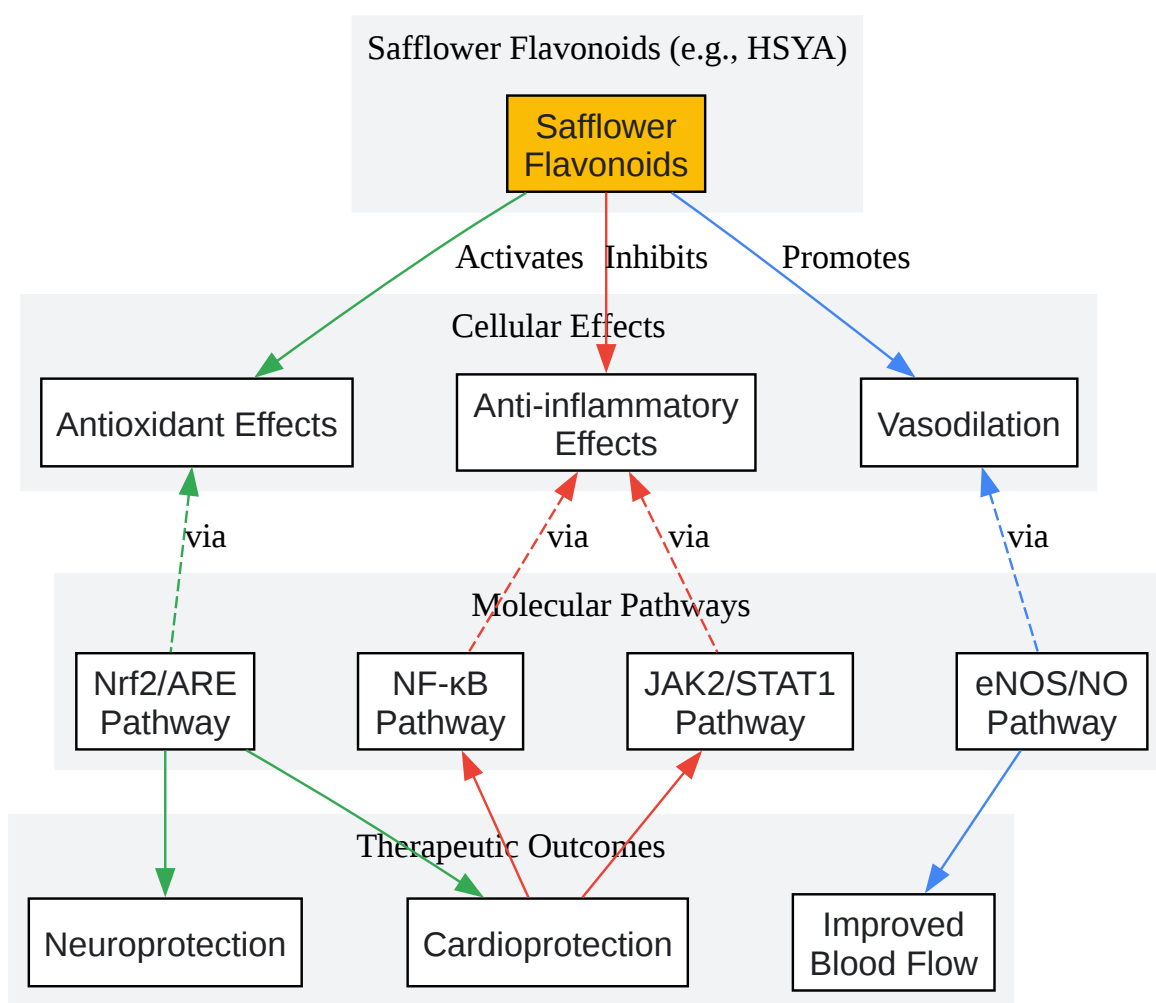 Safflower Flavonoids (e.g., HSYA)
Safflower
Flavonoids
Activates
Inhibits
Promotes
Cellular Effects
Antioxidant Effects
Anti-inflammatory
Effects
Vasodilation
via
via
via
via
Molecular Pathways
Nrf2/ARE
Pathway
NF-κB
Pathway
JAK2/STAT1
Pathway
eNOS/NO
Pathway
Therapeutic Outcomes
Neuroprotection
Cardioprotection
Improved
Blood Flow